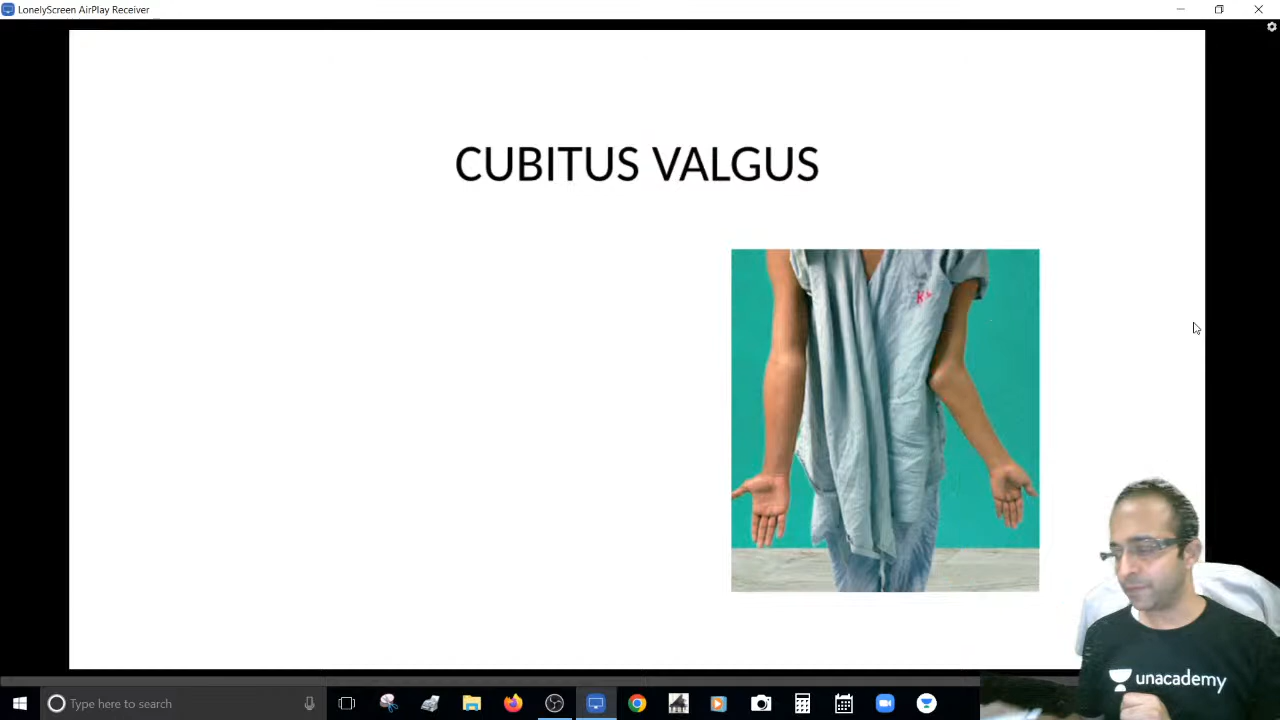 LonelyScreen AirPlay Receiver
CUBITUS VALGUS
unacademy
Type here to search